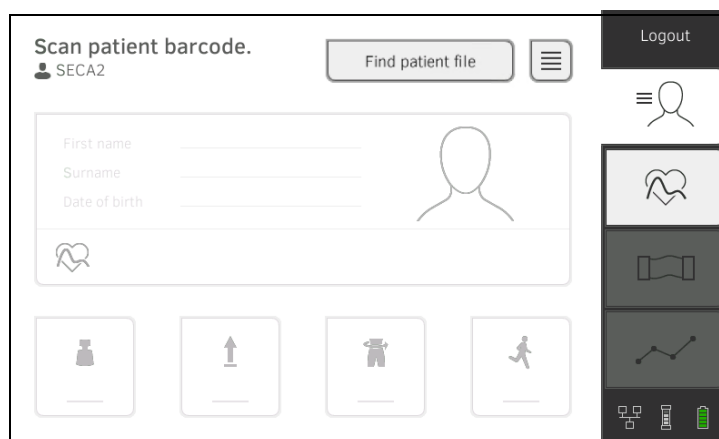 Scan patient barcode.
SECA2
Find patient file
Logout
First name
Surname
Date of birth